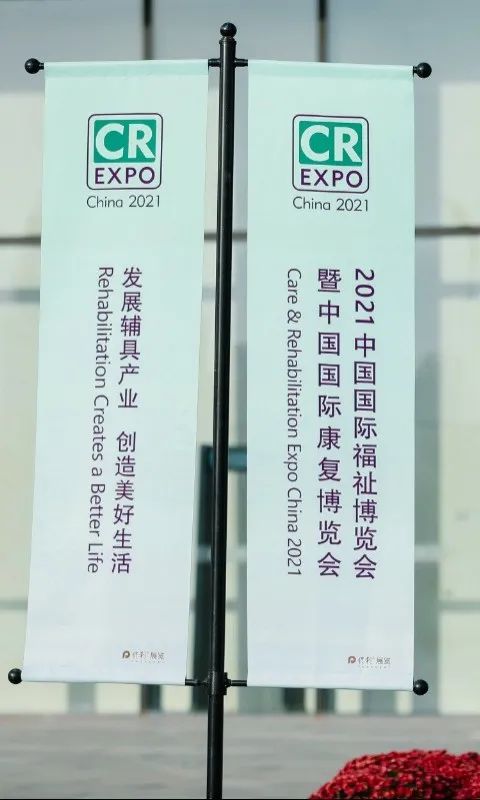 CR
EXPO
China 2021
发展辅具产业 创造美好生活
Rehabilitation Creates a Better Life
CR
EXPO
China 2021
2021中国国际福祉博览会
暨中国国际康复博览会
Care & Rehabilitation Expo China 2021